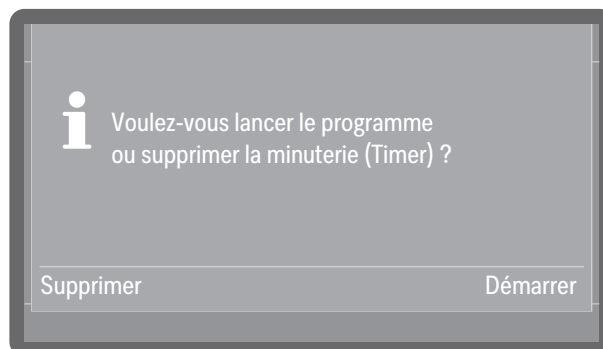 Voulez-vous lancer le programme
ou supprimer la minuterie (Timer) ?
Supprimer Démarrer